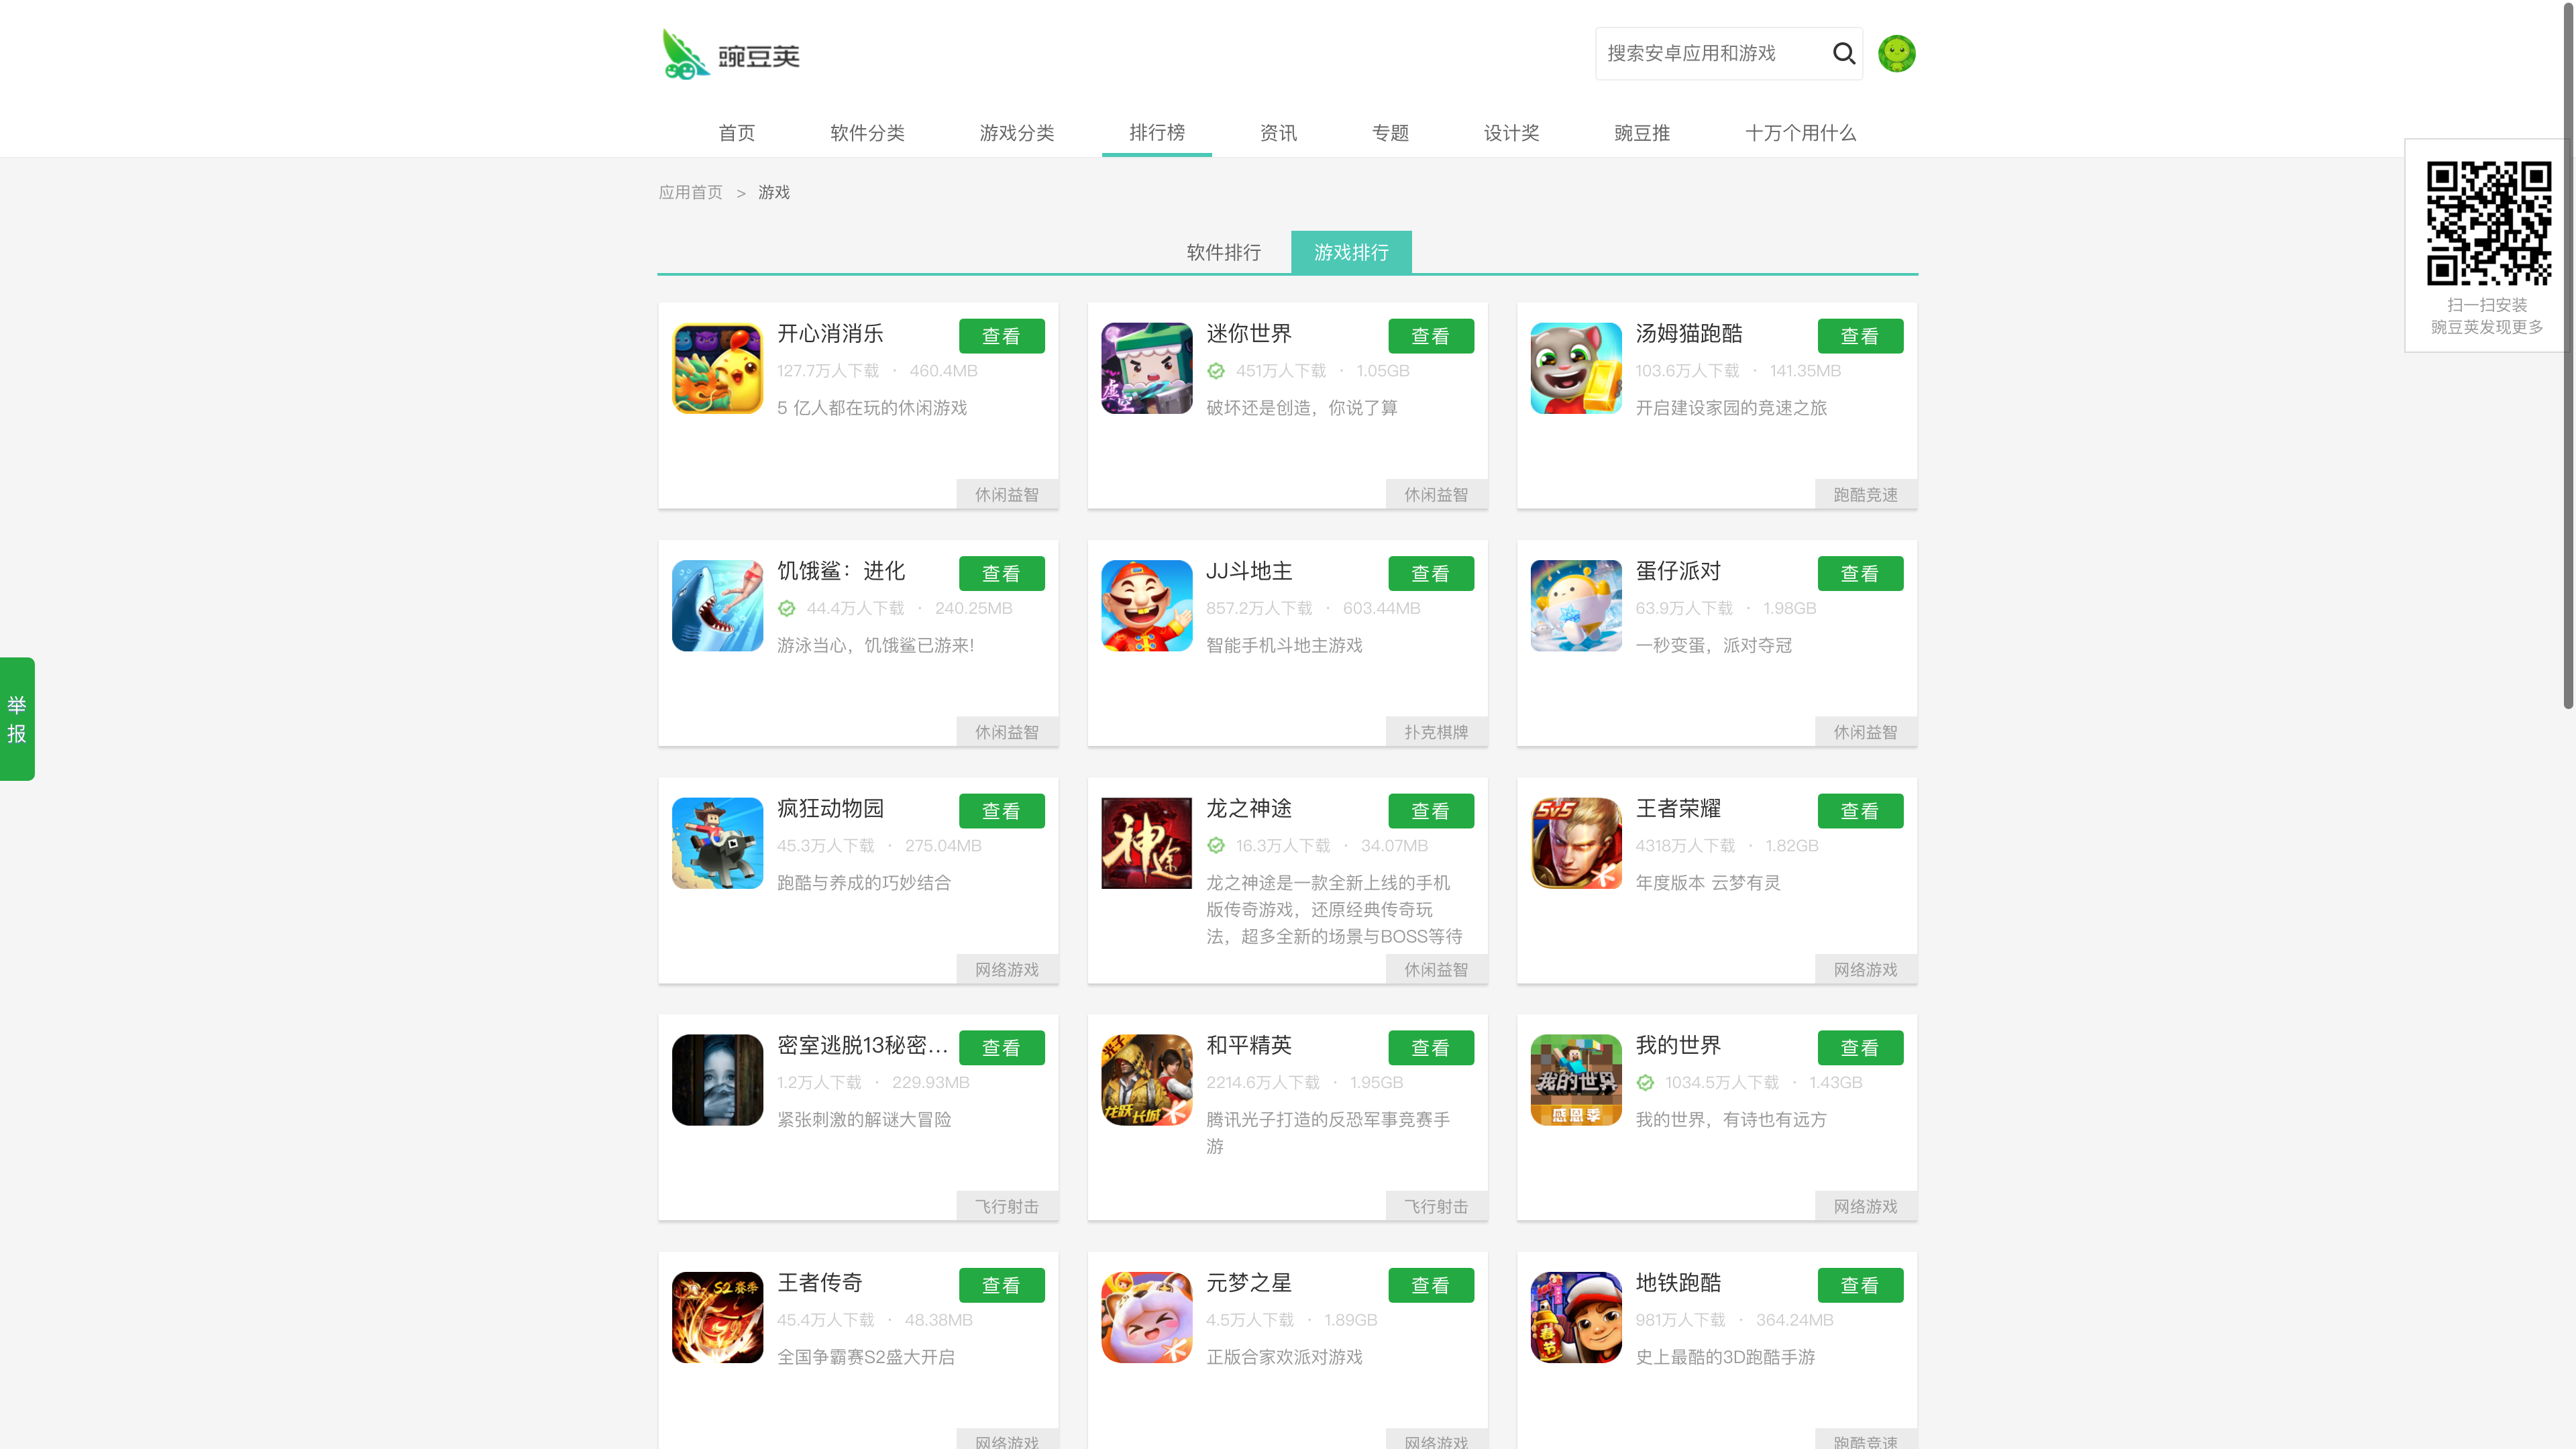 豌豆荚
搜索安卓应用和游戏
首页
软件分类
游戏分类
排行榜
资讯
专题
设计奖
豌豆推
十万个用什么
应用首页 > 游戏
软件排行
游戏排行
扫一扫安装
豌豆荚发现更多
举
报
开心消消乐
查看
127.7万人下载 · 460.4MB
5 亿人都在玩的休闲游戏
休闲益智
迷你世界
查看
451万人下载 · 1.05GB
破坏还是创造，你说了算
休闲益智
虚空
汤姆猫跑酷
查看
103.6万人下载 · 141.35MB
开启建设家园的竞速之旅
跑酷竞速
饥饿鲨：进化
查看
44.4万人下载 · 240.25MB
游泳当心，饥饿鲨已游来!
休闲益智
JJ斗地主
查看
857.2万人下载 · 603.44MB
智能手机斗地主游戏
扑克棋牌
蛋仔派对
查看
63.9万人下载 · 1.98GB
一秒变蛋，派对夺冠
休闲益智
疯狂动物园
查看
45.3万人下载 · 275.04MB
跑酷与养成的巧妙结合
网络游戏
神途
龙之神途
查看
16.3万人下载 · 34.07MB
龙之神途是一款全新上线的手机
版传奇游戏，还原经典传奇玩
法，超多全新的场景与BOSS等待
休闲益智
5v5
王者荣耀
查看
4318万人下载 · 1.82GB
年度版本 云梦有灵
网络游戏
密室逃脱13秘密...
查看
1.2万人下载 · 229.93MB
紧张刺激的解谜大冒险
飞行射击
光子
龙跃长城
和平精英
查看
2214.6万人下载 · 1.95GB
腾讯光子打造的反恐军事竞赛手
游
飞行射击
我的世界
感恩季
我的世界
查看
1034.5万人下载 · 1.43GB
我的世界，有诗也有远方
网络游戏
S2赛季
王者传奇
查看
45.4万人下载 · 48.38MB
全国争霸赛S2盛大开启
网络游戏
元梦之星
查看
4.5万人下载 · 1.89GB
正版合家欢派对游戏
网络游戏
春节
地铁跑酷
查看
981万人下载 · 364.24MB
史上最酷的3D跑酷手游
跑酷竞速